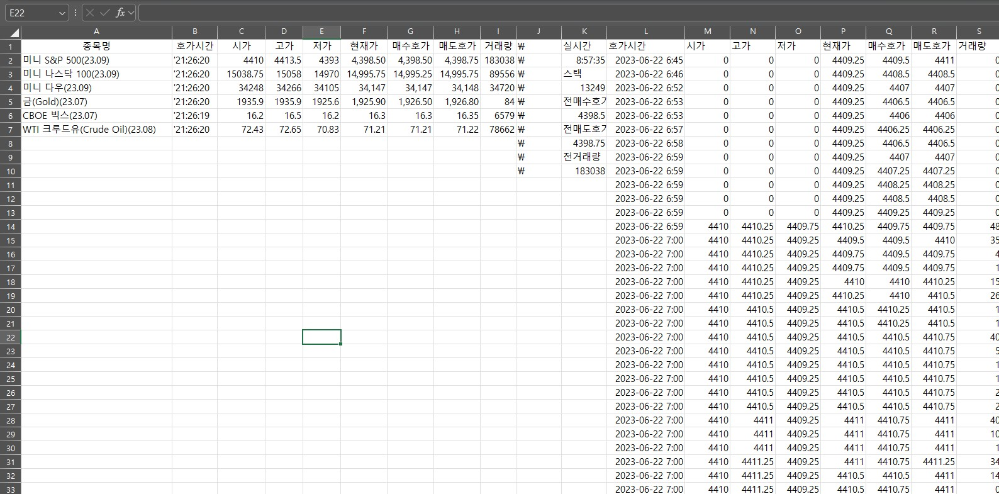 E22 fx
A B C D E F G H I J K L M N O P Q R S
1 종목명 호가시간 시가 고가 저가 현재가 매수호가 매도호가 거래량 ₩ 실시간 호가시간 시가 고가 저가 현재가 매수호가 매도호가 거래량
2 미니 S&P 500(23.09) '21:26:20 4410 4413.5 4393 4,398.50 4,398.50 4,398.75 183038 ₩ 8:57:35 2023-06-22 6:45 0 0 0 4409.25 4409.5 4411 0
3 미니 나스닥 100(23.09) '21:26:20 15038.75 15058 14970 14,995.75 14,995.25 14,995.75 89556 ₩ 스택 2023-06-22 6:46 0 0 0 4409.25 4408.5 4408.5 0
4 미니 다우(23.09) '21:26:20 34248 34266 34105 34,147 34,147 34,148 34720 ₩ 13249 2023-06-22 6:52 0 0 0 4409.25 4407 4407 0
5 금(Gold)(23.07) '21:26:20 1935.9 1935.9 1925.6 1,925.90 1,926.50 1,926.80 84 ₩ 전매수호가 2023-06-22 6:53 0 0 0 4409.25 4406.5 4406.5 0
6 CBOE 빅스(23.07) '21:26:19 16.2 16.5 16.2 16.3 16.3 16.35 6579 ₩ 4398.5 2023-06-22 6:53 0 0 0 4409.25 4406 4406 0
7 WTI 크루드유(Crude Oil)(23.08) '21:26:20 72.43 72.65 70.83 71.21 71.21 71.22 78662 ₩ 전매도호가 2023-06-22 6:57 0 0 0 4409.25 4406.25 4406.25 0
8 ₩ 4398.75 2023-06-22 6:58 0 0 0 4409.25 4406.5 4406.5 0
9 ₩ 전거래량 2023-06-22 6:59 0 0 0 4409.25 4407 4407 0
10 ₩ 183038 2023-06-22 6:59 0 0 0 4409.25 4407.25 4407.25 0
11 2023-06-22 6:59 0 0 0 4409.25 4408.25 4408.25 0
12 2023-06-22 6:59 0 0 0 4409.25 4408.5 4408.5 0
13 2023-06-22 6:59 0 0 0 4409.25 4409.25 4409.25 0
14 2023-06-22 6:59 4410 4410.25 4409.75 4410.25 4409.75 4409.75 48
15 2023-06-22 7:00 4410 4410.25 4409.25 4409.5 4409.5 4410 35
16 2023-06-22 7:00 4410 4410.25 4409.25 4409.75 4409.5 4409.75 4
17 2023-06-22 7:00 4410 4410.25 4409.25 4409.75 4409.5 4409.75 1
18 2023-06-22 7:00 4410 4410.25 4409.25 4410 4410 4410.25 15
19 2023-06-22 7:00 4410 4410.25 4409.25 4410.25 4410 4410.5 26
20 2023-06-22 7:00 4410 4410.5 4409.25 4410.5 4410.25 4410.5 1
21 2023-06-22 7:00 4410 4410.5 4409.25 4410.5 4410.25 4410.5 1
22 2023-06-22 7:00 4410 4410.5 4409.25 4410.5 4410.5 4410.75 40
23 2023-06-22 7:00 4410 4410.5 4409.25 4410.5 4410.5 4410.75 5
24 2023-06-22 7:00 4410 4410.5 4409.25 4410.5 4410.5 4410.75 1
25 2023-06-22 7:00 4410 4410.5 4409.25 4410.5 4410.5 4410.75 1
26 2023-06-22 7:00 4410 4410.5 4409.25 4410.5 4410.5 4410.75 2
27 2023-06-22 7:00 4410 4410.5 4409.25 4410.5 4410.5 4410.75 2
28 2023-06-22 7:00 4410 4411 4409.25 4411 4410.75 4411 40
29 2023-06-22 7:00 4410 4411 4409.25 4411 4410.75 4411 10
30 2023-06-22 7:00 4410 4411 4409.25 4411 4410.75 4411 1
31 2023-06-22 7:00 4410 4411.25 4409.25 4411 4410.75 4411.25 34
32 2023-06-22 7:00 4410 4411.25 4409.25 4410.5 4410.5 4411 14
33 2023-06-22 7:00 4410 4411.25 4409.25 4410.5 4410.75 4411 0